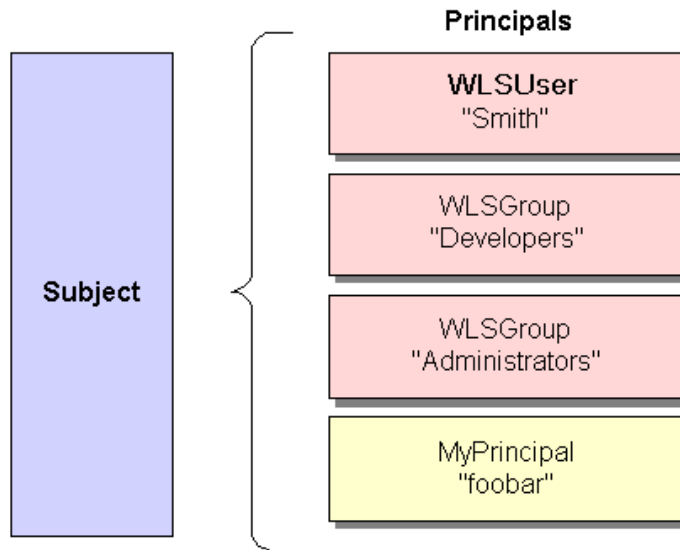 Principals
WLSUser
"Smith"
WLSGroup
"Developers"
Subject
WLSGroup
"Administrators"
MyPrincipal
"foobar"